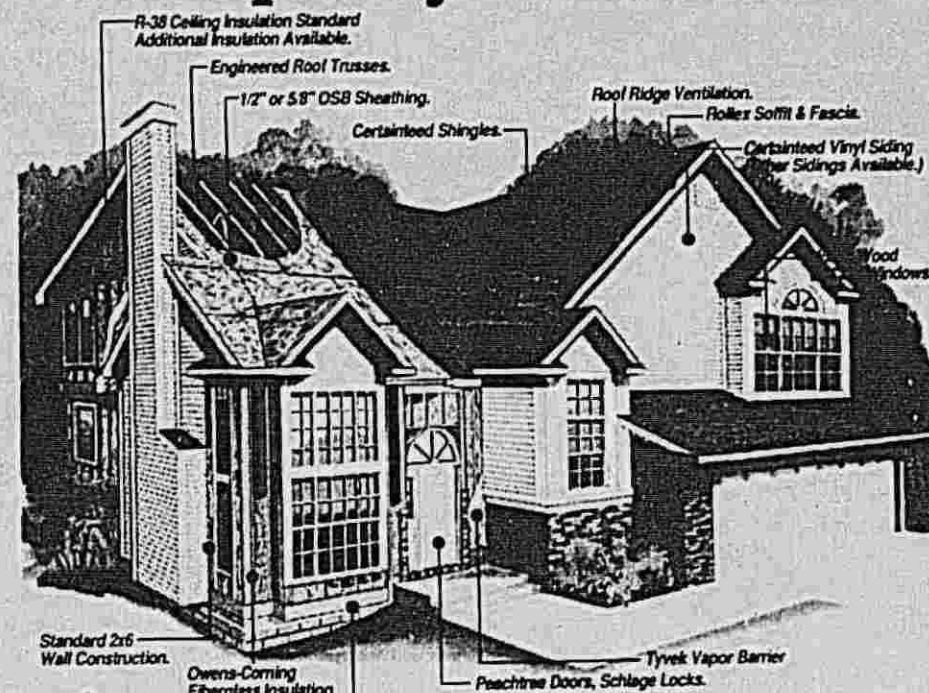 R-38 Ceiling Insulation Standard
Additional Insulation Available.
Engineered Roof Trusses.
1/2" or 5/8" OSB Sheathing.
Roof Ridge Ventilation.
Rollex Soffit & Fascia.
Certainteed Shingles.
Certainteed Vinyl Siding
Sidings Available.)
Wood
Windows
Standard 2x6
Wall Construction.
Owens-Corning
Fiberglass Insulation
Tyvek Vapor Barrier
Peachtree Doors, Schlage Locks.